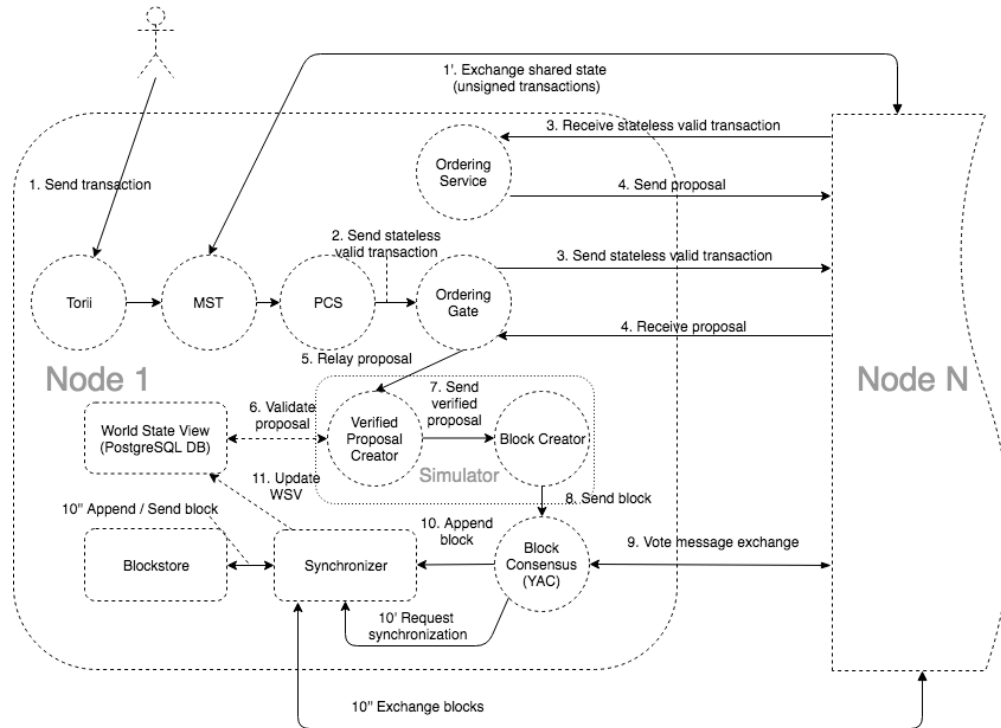 1'. Exchange shared state
(unsigned transactions)
3. Receive stateless valid transaction
Ordering
Service
1. Send transaction
4. Send proposal
2. Send stateless
valid transaction
3. Send stateless valid transaction
Torii
MST
PCS
Ordering
Gate
4. Receive proposal
5. Relay proposal
Node 1
Node N
7. Send
verified
proposal
6. Validate
proposal
World State View
(PostgreSQL DB)
Verified
Proposal
Creator
Block Creator
Simulator
11. Update
WSV
8. Send block
10" Append / Send block
10. Append
block
9. Vote message exchange
Blockstore
Synchronizer
Block
Consensus
(YAC)
10' Request
synchronization
10" Exchange blocks